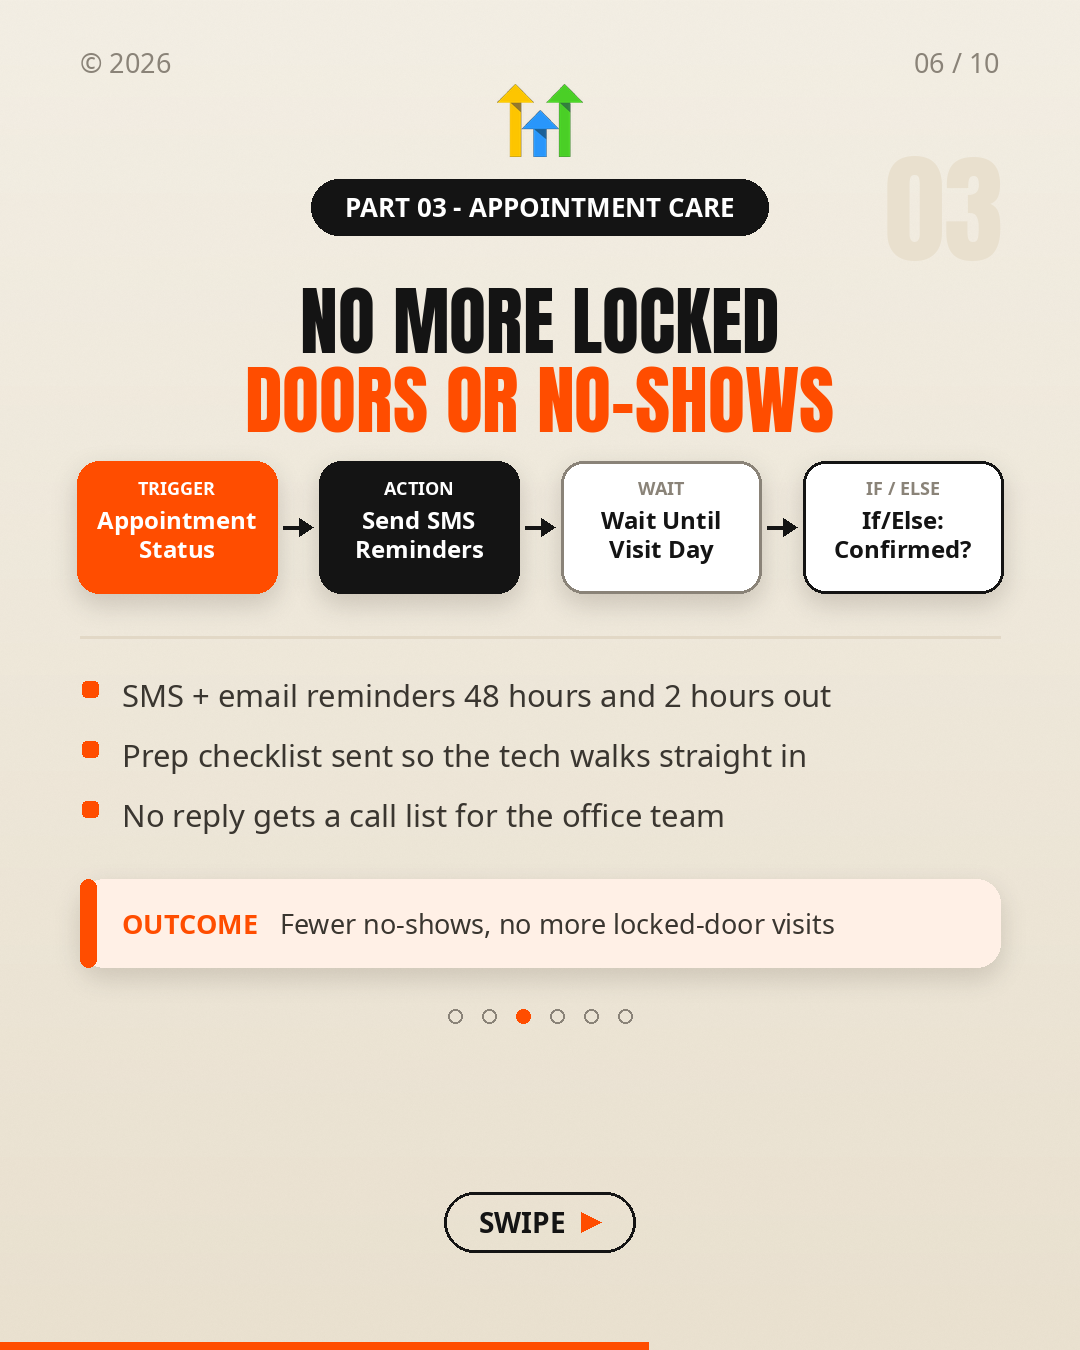 © 2026
06 / 10
03
PART 03 - APPOINTMENT CARE
NO MORE LOCKED
DOORS OR NO-SHOWS
TRIGGER
Appointment
Status
ACTION
Send SMS
Reminders
WAIT
Wait Until
Visit Day
IF / ELSE
If/Else:
Confirmed?
SMS + email reminders 48 hours and 2 hours out
Prep checklist sent so the tech walks straight in
No reply gets a call list for the office team
OUTCOME Fewer no-shows, no more locked-door visits
SWIPE